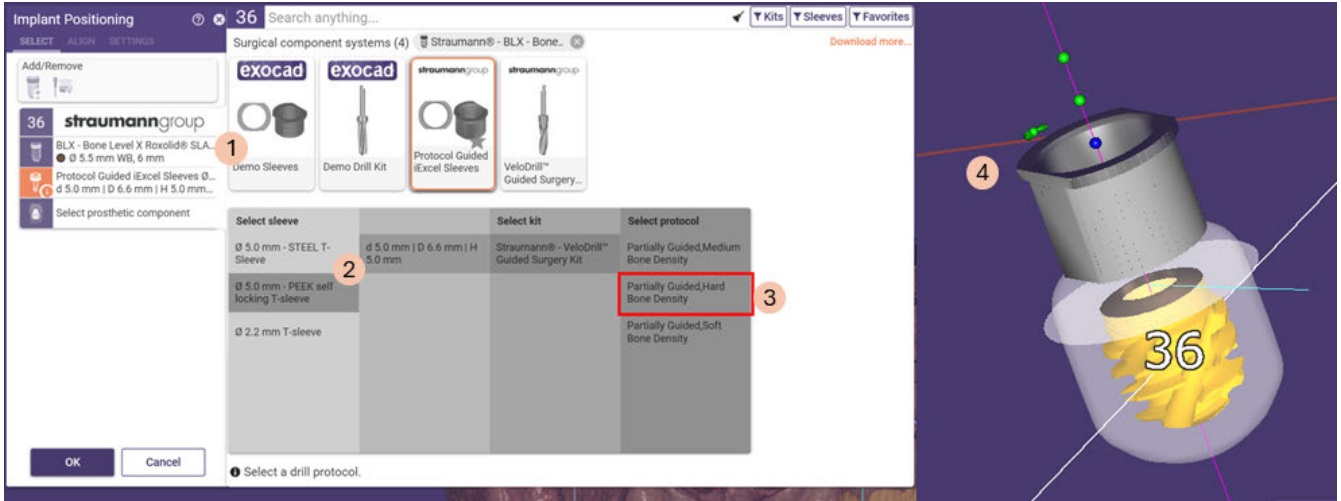 Implant Positioning
SELECT ALIGN SETTINGS
Add/Remove
36 straumanngroup
BLX - Bone Level X Roxolid® SLA...
Ø 5.5 mm WB, 6 mm
Protocol Guided iExcel Sleeves Ø...
d 5.0 mm | D 6.6 mm | H 5.0 mm...
Select prosthetic component
OK Cancel
36 Search anything...
Kits Sleeves Favorites
Surgical component systems (4) Straumann® - BLX - Bone..
Download more...
exocad
Demo Sleeves
exocad
Demo Drill Kit
straumanngroup
Protocol Guided
iExcel Sleeves
straumanngroup
VeloDrill™
Guided Surgery...
1
Select sleeve
Ø 5.0 mm - STEEL T-
Sleeve
Ø 5.0 mm - PEEK self
locking T-sleeve
Ø 2.2 mm T-sleeve
2
d 5.0 mm | D 6.6 mm | H
5.0 mm
Select kit
Straumann® - VeloDrill™
Guided Surgery Kit
Select protocol
Partially Guided,Medium
Bone Density
Partially Guided,Hard
Bone Density
Partially Guided,Soft
Bone Density
3
Select a drill protocol.
4
36